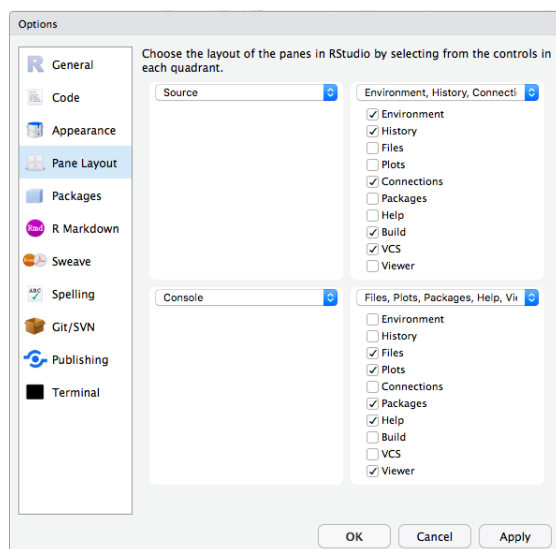 Options
General
Code
Appearance
Pane Layout
Packages
R Markdown
Sweave
Spelling
Git/SVN
Publishing
Terminal
Choose the layout of the panes in RStudio by selecting from the controls in
each quadrant.
Source
Environment, History, Connecti
Environment
History
Files
Plots
Connections
Packages
Help
Build
VCS
Viewer
Console
Files, Plots, Packages, Help, Vie
Environment
History
Files
Plots
Connections
Packages
Help
Build
VCS
Viewer
OK Cancel Apply